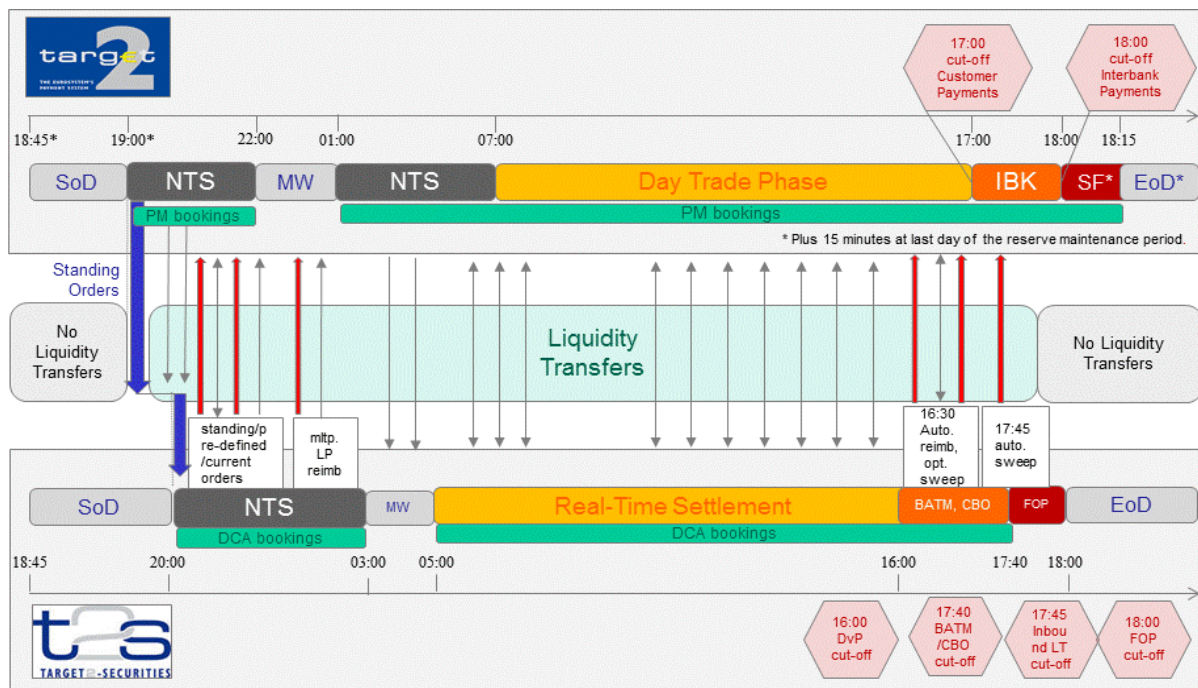 target
2
THE EUROSYSTEM'S
PAYMENT SYSTEM
17:00
cut-off
Customer
Payments
18:00
cut-off
Interbank
Payments
18:45*
19:00*
22:00
01:00
07:00
17:00
18:00
18:15
SoD
NTS
MW
NTS
Day Trade Phase
IBK
SF*
EoD*
PM bookings
PM bookings
* Plus 15 minutes at last day of the reserve maintenance period.
Standing
Orders
No
Liquidity
Transfers
Liquidity
Transfers
No Liquidity
Transfers
standing/p
re-defined
/current
orders
mltp.
LP
reimb
16:30
Auto.
reimb,
opt.
sweep
17:45
auto.
sweep
SoD
NTS
MW
Real-Time Settlement
BATM, CBO
FOP
EoD
DCA bookings
DCA bookings
18:45
20:00
03:00
05:00
16:00
17:40
18:00
t2s
TARGET2-SECURITIES
16:00
DvP
cut-off
17:40
BATM
/CBO
cut-off
17:45
Inbou
nd LT
cut-off
18:00
FOP
cut-off